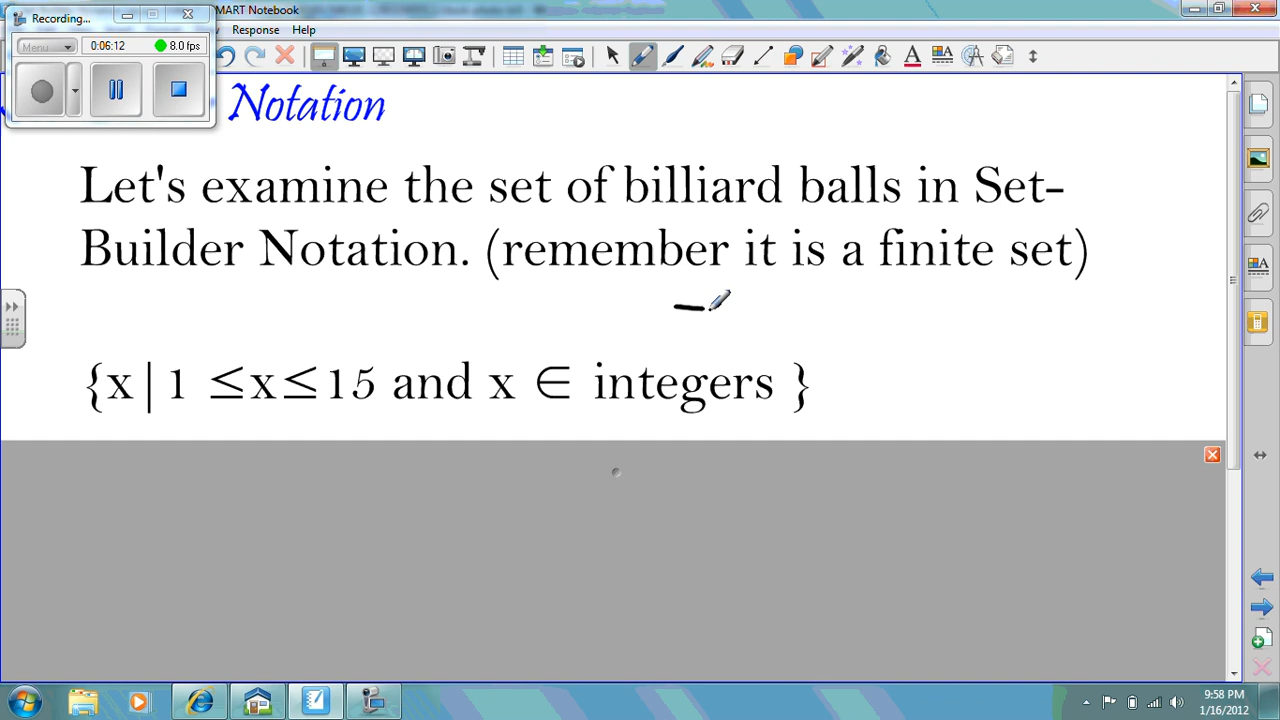 Recording...
MART Notebook
Menu
0:06:12
8.0 fps
Response Help
Notation
Let's examine the set of billiard balls in Set-
Builder Notation. (remember it is a finite set)
{x | 1 ≤x≤15 and x ∈ integers }
9:58 PM
1/16/2012